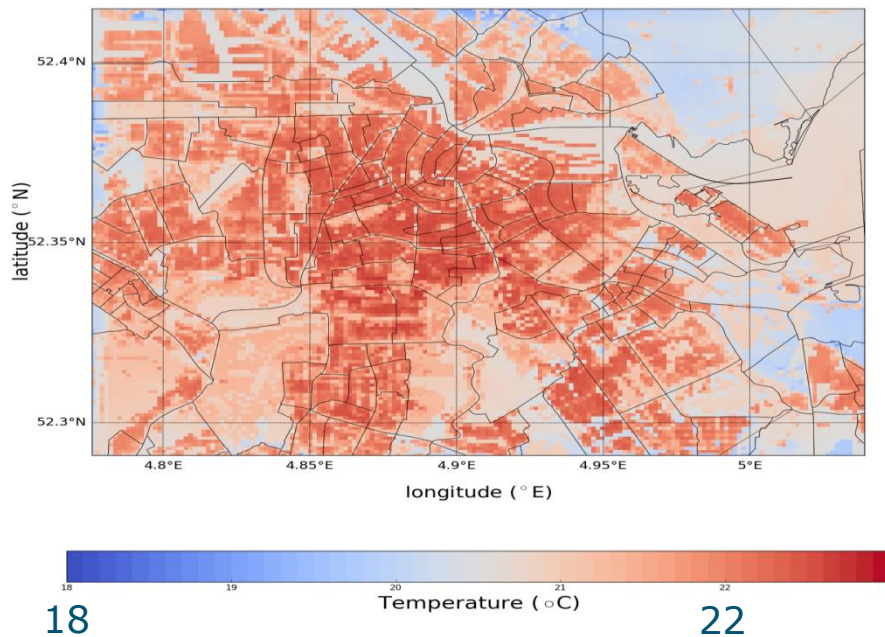 52.4°N
52.35°N
52.3°N
latitude (°N)
4.8°E 4.85°E 4.9°E 4.95°E 5°E
longitude (°E)
18 19 20 21 22
Temperature (°C)
18 22